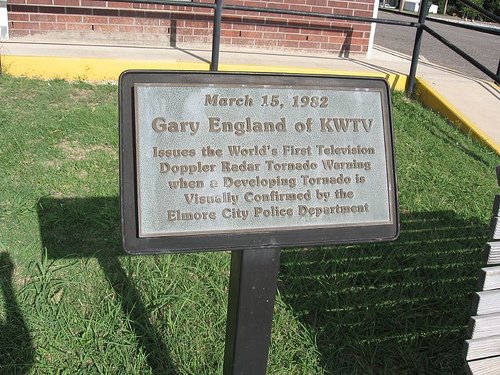 March 15, 1982
Gary England of KWTV
Issues the World's First Television
Doppler Radar Tornado Warning
when a Developing Tornado is
Visually Confirmed by the
Elmore City Police Department